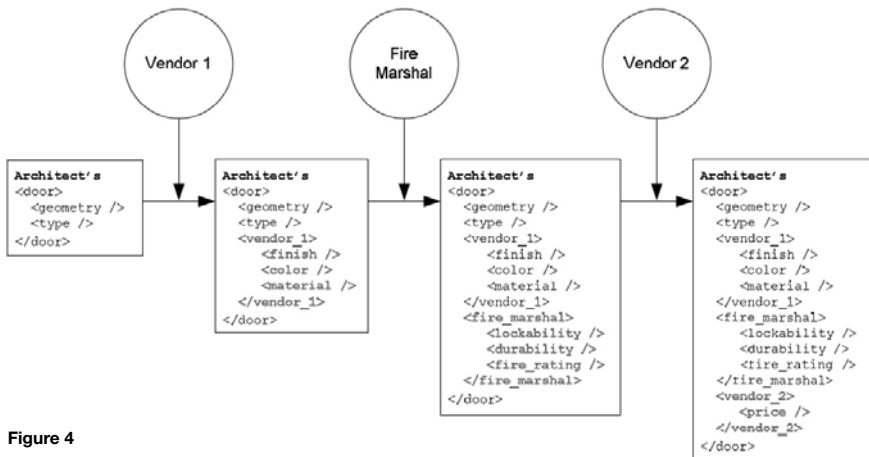 Vendor 1
Fire
Marshal
Vendor 2
Architect's
<door>
<geometry />
<type />
</door>
Architect's
<door>
<geometry />
<type />
<vendor_1>
<finish />
<color />
<material />
</vendor_1>
</door>
Architect's
<door>
<geometry />
<type />
<vendor_1>
<finish />
<color />
<material />
</vendor_1>
<fire_marshal>
<lockability />
<durability />
<fire_rating />
</fire_marshal>
</door>
Architect's
<door>
<geometry />
<type />
<vendor_1>
<finish />
<color />
<material />
</vendor_1>
<fire_marshal>
<lockability />
<durability />
<fire_rating />
</fire_marshal>
<vendor_2>
<price />
</vendor_2>
</door>
Figure 4